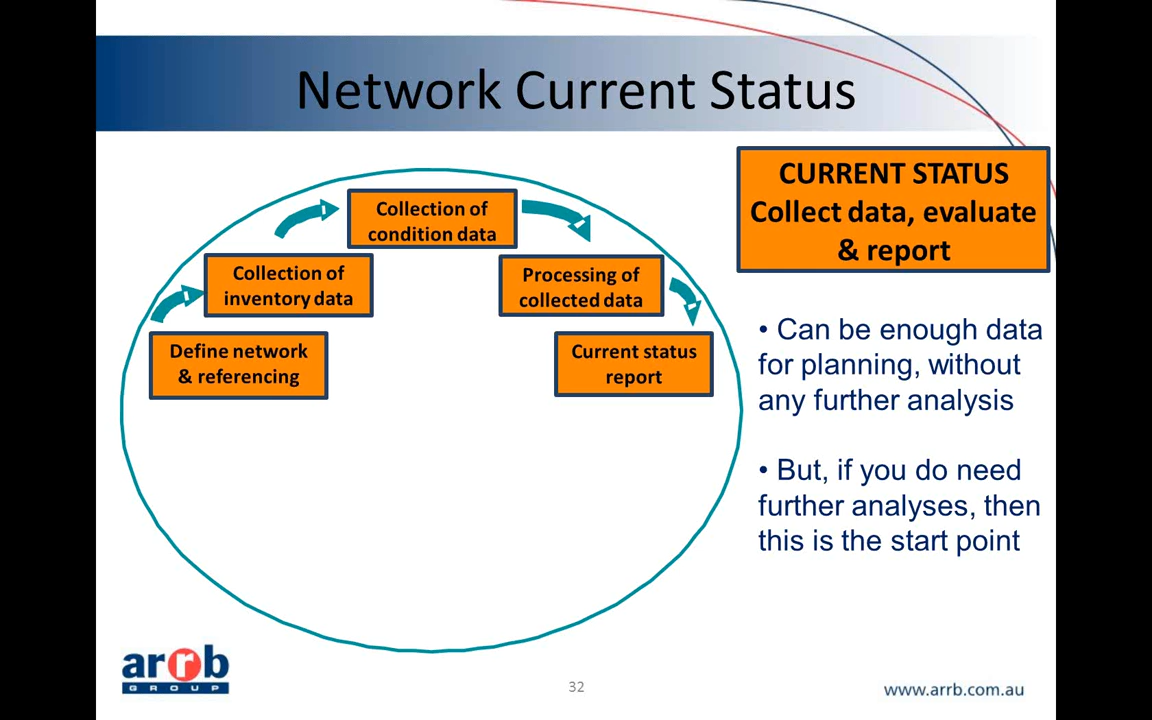 Network Current Status
CURRENT STATUS
Collect data, evaluate
& report
Collection of
condition data
Collection of
inventory data
Processing of
collected data
Define network
& referencing
Current status
report
• Can be enough data
for planning, without
any further analysis
• But, if you do need
further analyses, then
this is the start point
arrb
GROUP
32
www.arrb.com.au